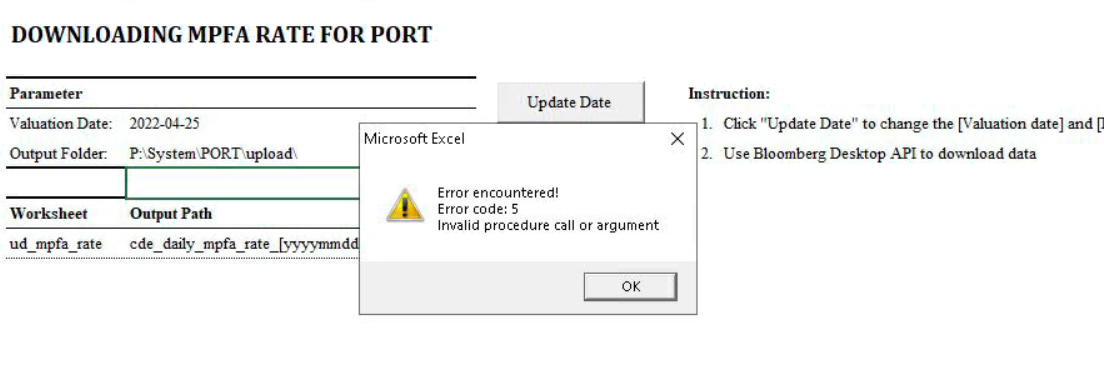 DOWNLOADING MPFA RATE FOR PORT
Parameter
Valuation Date: 2022-04-25
Output Folder: P:\System\PORT\upload\
Worksheet Output Path
ud_mpfa_rate cde_daily_mpfa_rate_[yyyymmdd
Update Date
Microsoft Excel
Error encountered!
Error code: 5
Invalid procedure call or argument
OK
Instruction:
1. Click "Update Date" to change the [Valuation date] and [
2. Use Bloomberg Desktop API to download data